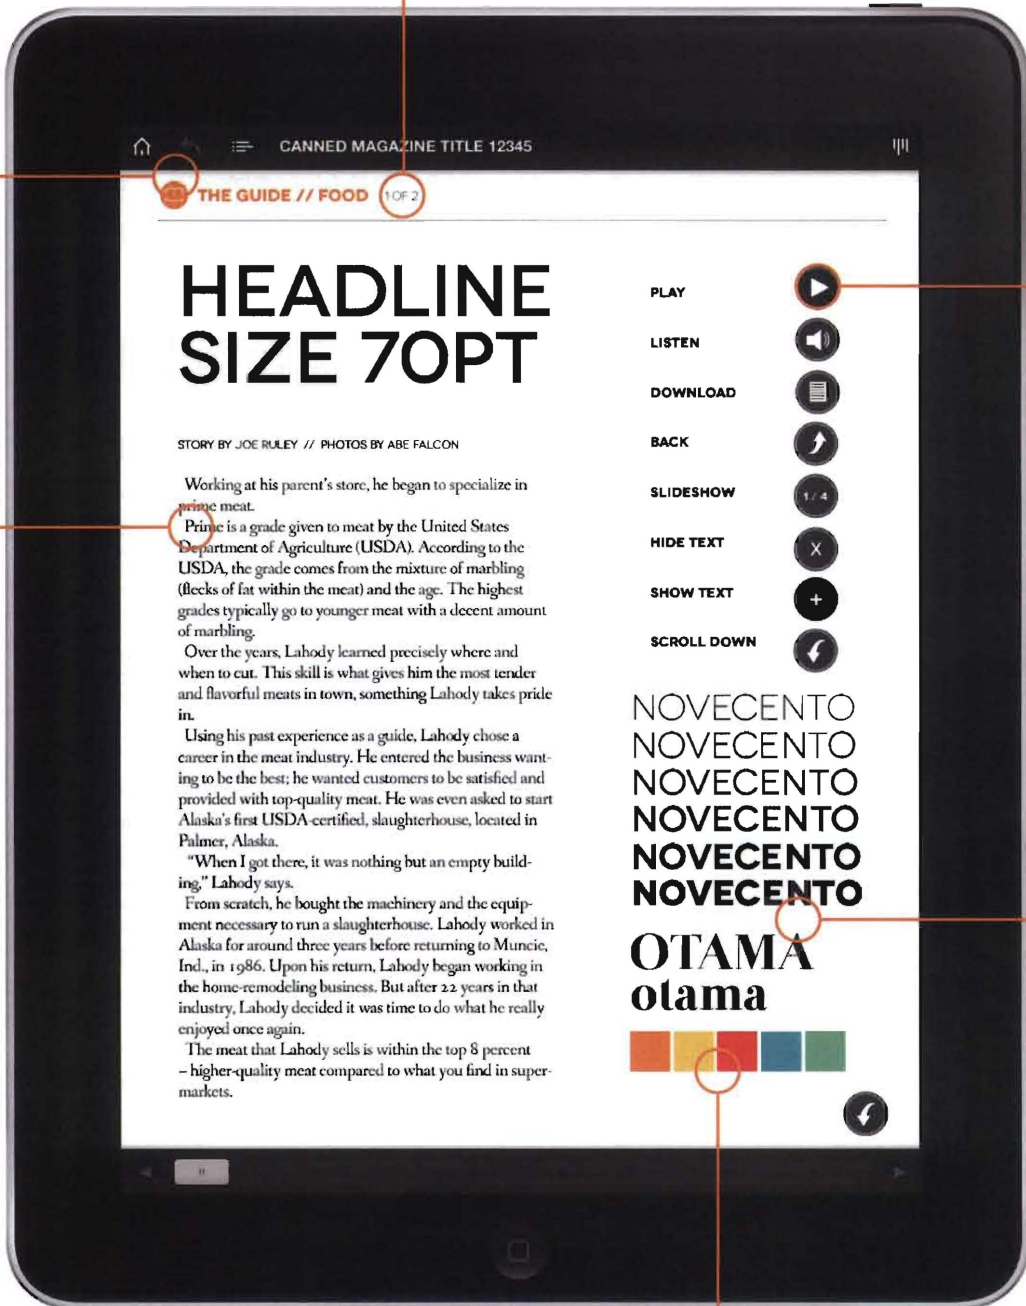 CANNED MAGAZINE TITLE 12345
THE GUIDE // FOOD 1 OF 2
HEADLINE
SIZE 70PT
STORY BY JOE RULEY // PHOTOS BY ABE FALCON
Working at his parent's store, he began to specialize in
prime meat.
Prime is a grade given to meat by the United States
Department of Agriculture (USDA). According to the
USDA, the grade comes from the mixture of marbling
(flecks of fat within the meat) and the age. The highest
grades typically go to younger meat with a decent amount
of marbling.
Over the years, Lahody learned precisely where and
when to cut. This skill is what gives him the most tender
and flavorful meats in town, something Lahody takes pride
in.
Using his past experience as a guide, Lahody chose a
career in the meat industry. He entered the business want-
ing to be the best; he wanted customers to be satisfied and
provided with top-quality meat. He was even asked to start
Alaska's first USDA-certified, slaughterhouse, located in
Palmer, Alaska.
"When I got there, it was nothing but an empty build-
ing," Lahody says.
From scratch, he bought the machinery and the equip-
ment necessary to run a slaughterhouse. Lahody worked in
Alaska for around three years before returning to Muncie,
Ind., in 1986. Upon his return, Lahody began working in
the home-remodeling business. But after 22 years in that
industry, Lahody decided it was time to do what he really
enjoyed once again.
The meat that Lahody sells is within the top 8 percent
– higher-quality meat compared to what you find in super-
markets.
PLAY
LISTEN
DOWNLOAD
BACK
SLIDESHOW 1 / 4
HIDE TEXT X
SHOW TEXT +
SCROLL DOWN
NOVECENTO
NOVECENTO
NOVECENTO
NOVECENTO
NOVECENTO
NOVECENTO
OTAMA
otama